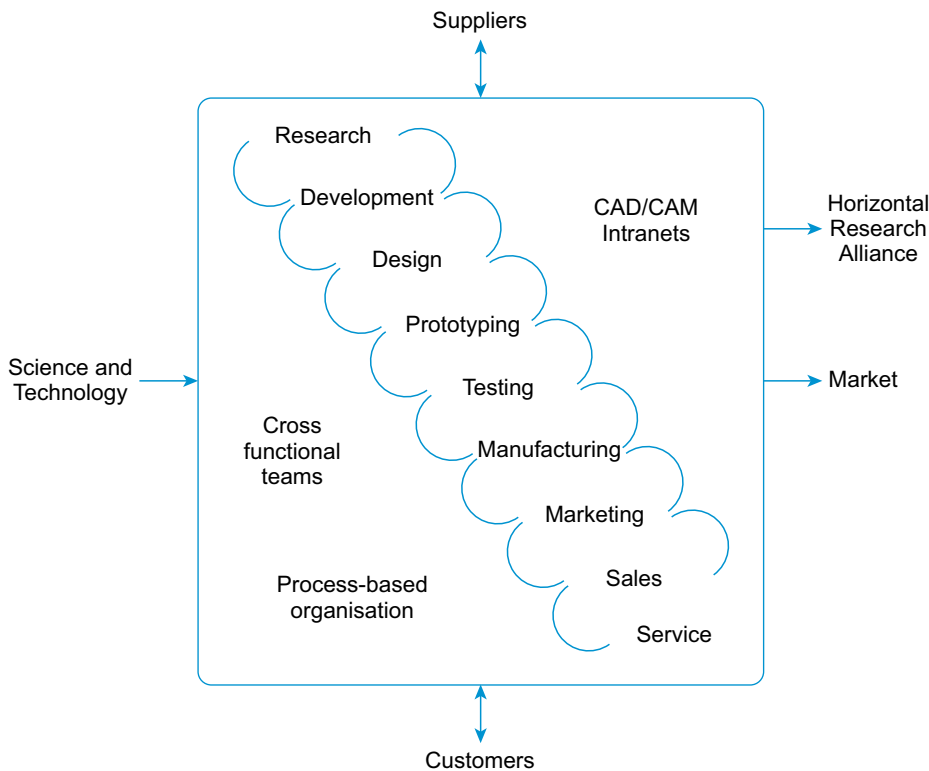 Suppliers
Research
Development
CAD/CAM
Intranets
Horizontal
Research
Alliance
Design
Prototyping
Science and
Technology
Testing
Market
Cross
functional
teams
Manufacturing
Marketing
Process-based
organisation
Sales
Service
Customers